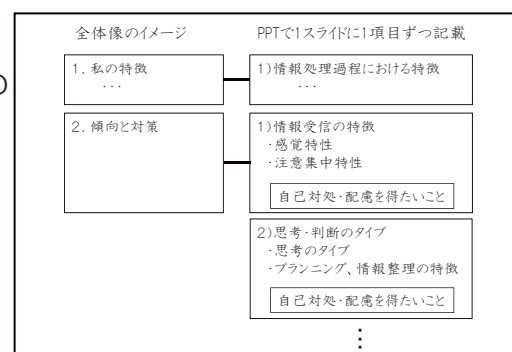 全体像のイメージ
PPTで1スライドに1項目ずつ記載
1. 私の特徴
・・・
1)情報処理過程における特徴
・・・
2. 傾向と対策
1)情報受信の特徴
・感覚特性
・注意集中特性
自己対処・配慮を得たいこと
2)思考・判断のタイプ
・思考のタイプ
・プランニング、情報整理の特徴
自己対処・配慮を得たいこと
⋮